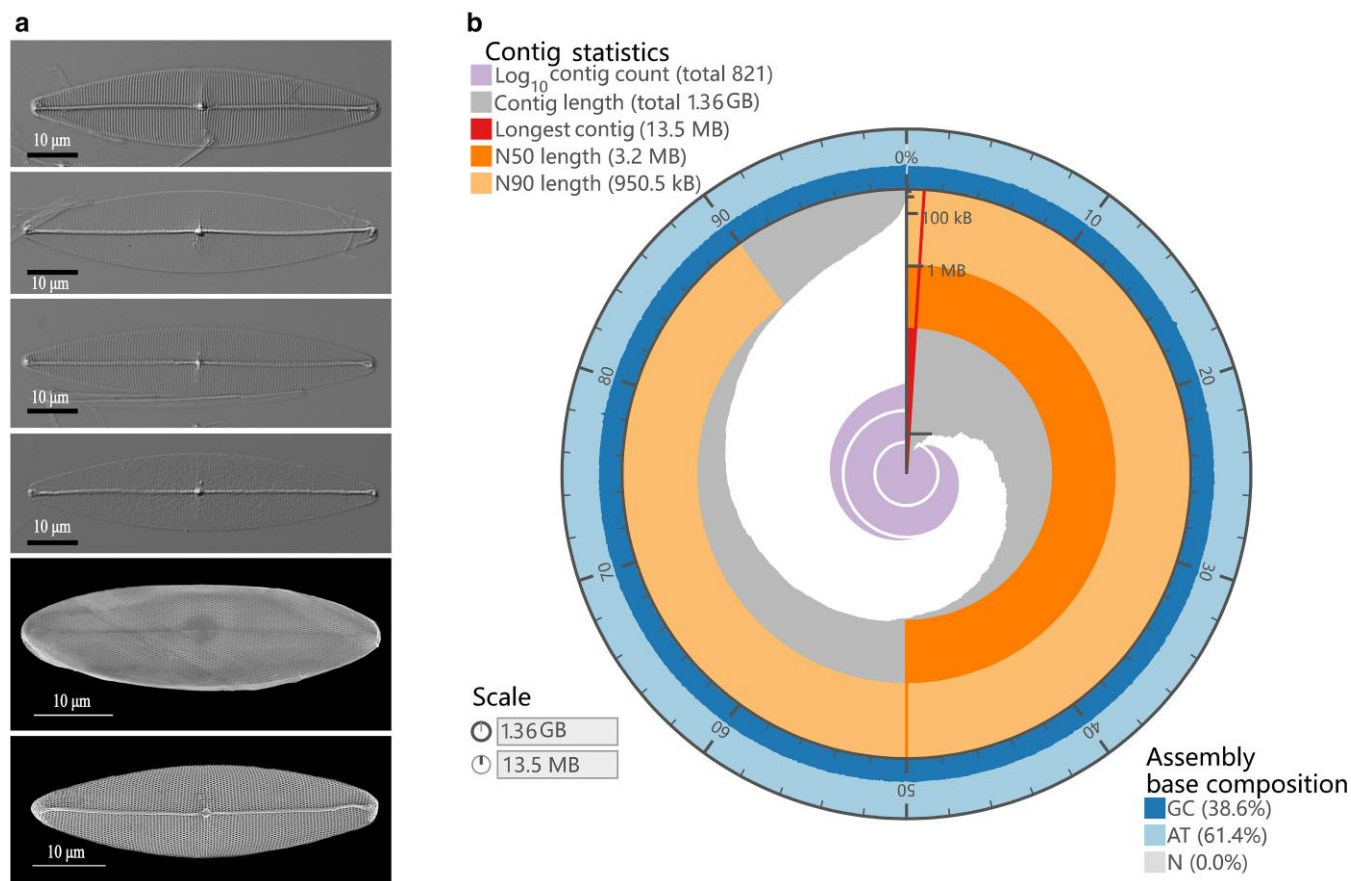 a
10 µm
10 µm
10 µm
10 µm
10 µm
10 µm
b
Contig statistics
Log10 contig count (total 821)
Contig length (total 1.36 GB)
Longest contig (13.5 MB)
N50 length (3.2 MB)
N90 length (950.5 kB)
0%
10
20
30
40
50
60
70
80
90
100 kB
1 MB
Scale
1.36 GB
13.5 MB
Assembly
base composition
GC (38.6%)
AT (61.4%)
N (0.0%)